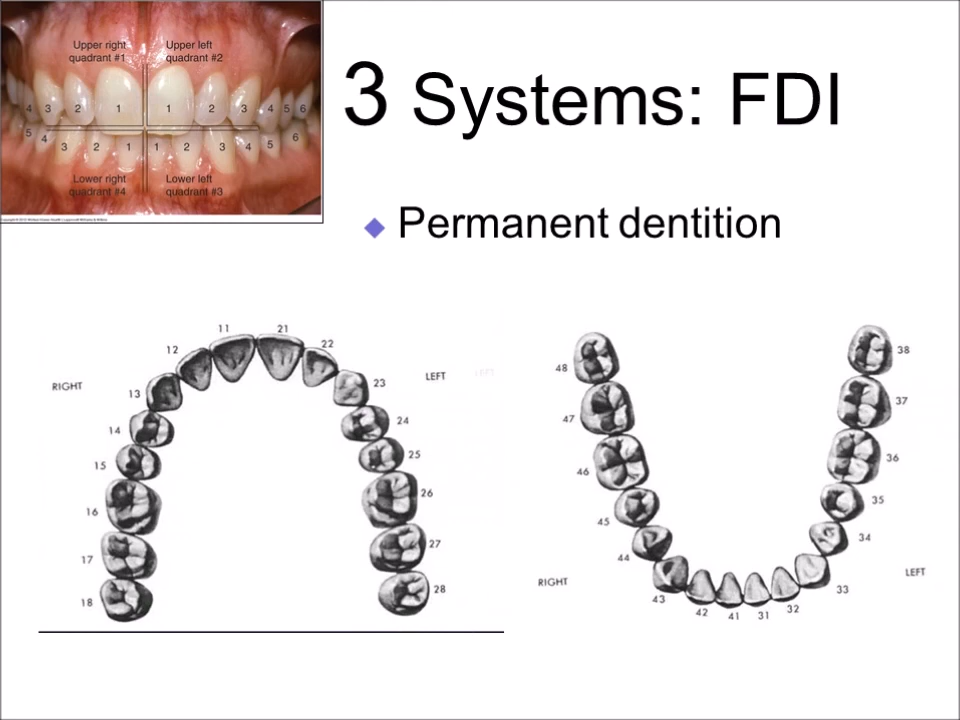 Upper right
quadrant #1
Upper left
quadrant #2
4 3 2 1 1 2 3 4 5 6
5 4 3 2 1 1 2 3 4 5 6
Lower right
quadrant #4
Lower left
quadrant #3
3 Systems: FDI
Permanent dentition
11 21
12 22
RIGHT 13 23 LEFT LEFT
14 24
15 25
16 26
17 27
18 28
48 38
47 37
46 36
45 35
44 34
RIGHT 43 33 LEFT
42 41 31 32